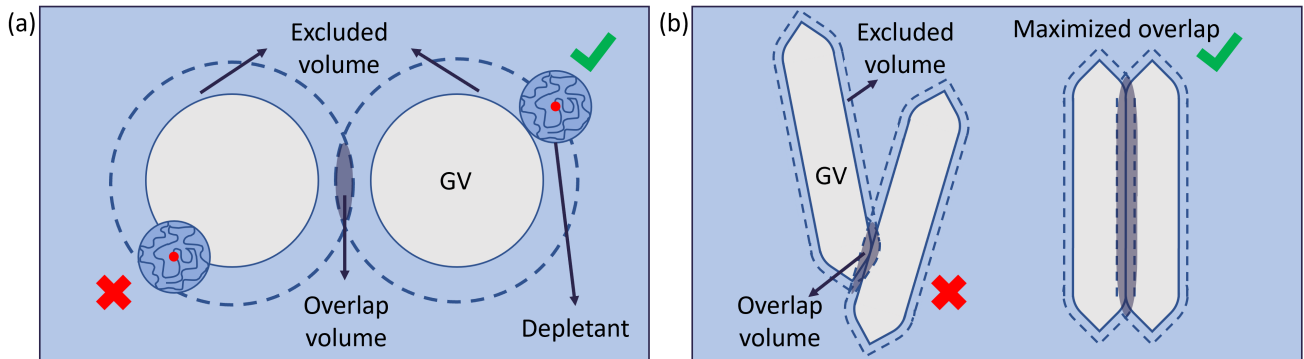 (a)
Excluded
volume
GV
Overlap
volume
Depletant
(b)
Excluded
volume
Maximized overlap
GV
Overlap
volume